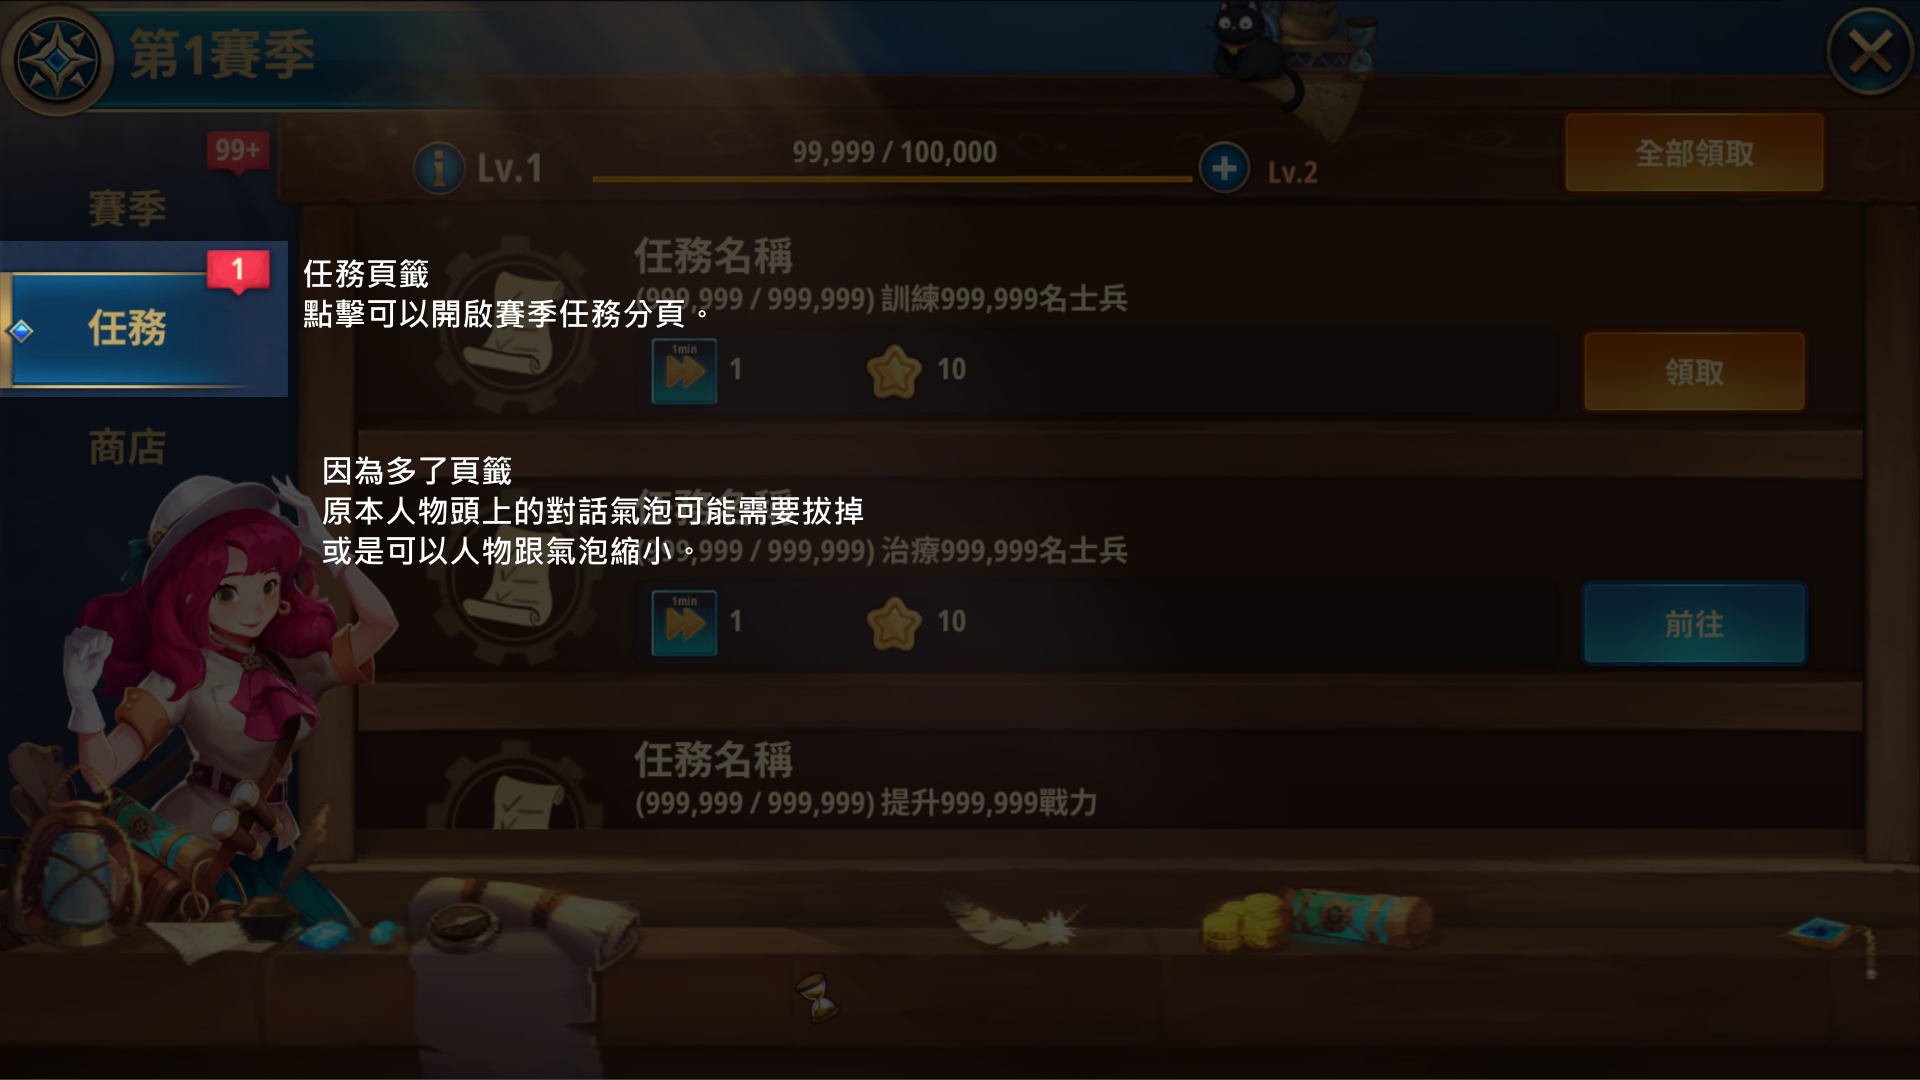 第1賽季
99+
賽季
Lv.1
99,999 / 100,000
Lv.2
全部領取
1
任務
任務頁籤
點擊可以開啟賽季任務分頁。
商店
任務名稱
(999,999 / 999,999) 訓練999,999名士兵
1min
1
10
領取
因為多了頁籤
原本人物頭上的對話氣泡可能需要拔掉
或是可以人物跟氣泡縮小。
任務名稱
(999,999 / 999,999) 治療999,999名士兵
1min
1
10
前往
任務名稱
(999,999 / 999,999) 提升999,999戰力